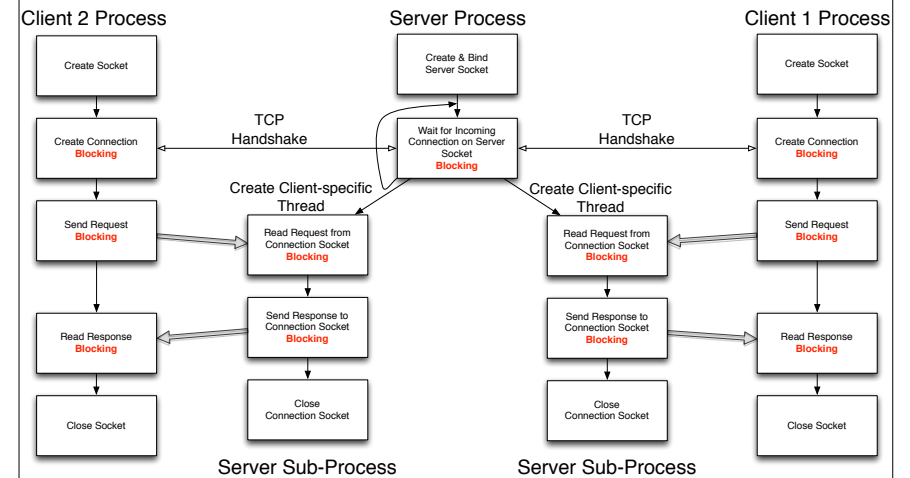 Client 2 Process
Server Process
Client 1 Process
Create Socket
Create & Bind
Server Socket
Create Socket
TCP
Handshake
TCP
Handshake
Create Connection
Blocking
Wait for Incoming
Connection on Server
Socket
Blocking
Create Connection
Blocking
Create Client-specific
Thread
Create Client-specific
Thread
Send Request
Blocking
Read Request from
Connection Socket
Blocking
Read Request from
Connection Socket
Blocking
Send Request
Blocking
Read Response
Blocking
Send Response to
Connection Socket
Blocking
Send Response to
Connection Socket
Blocking
Read Response
Blocking
Close Socket
Close
Connection Socket
Close
Connection Socket
Close Socket
Server Sub-Process
Server Sub-Process